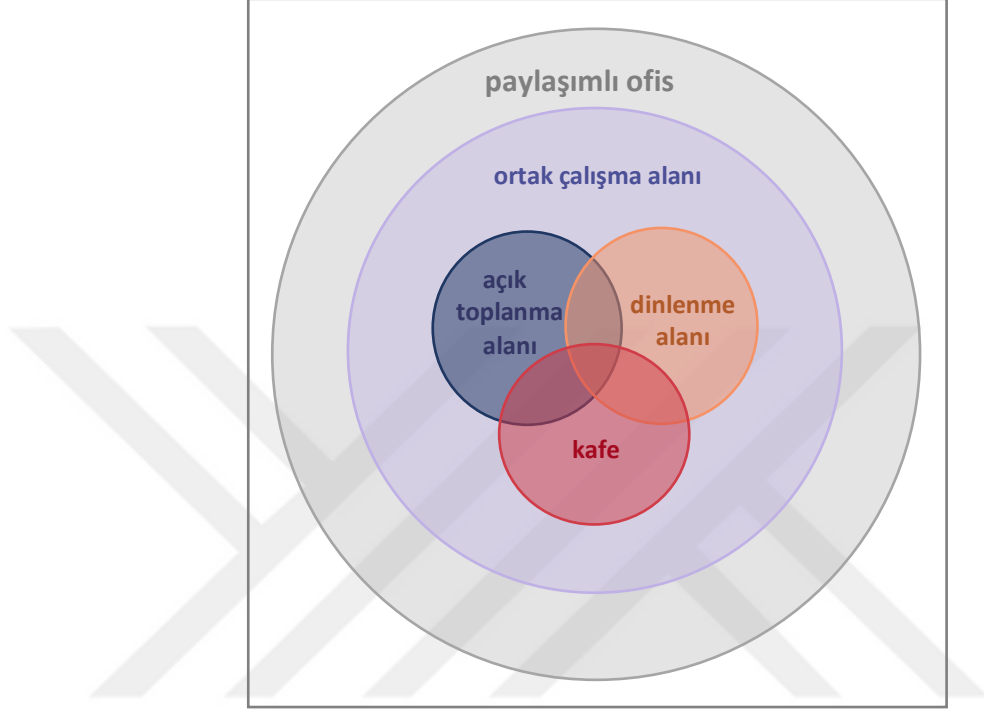 paylaşımlı ofis
ortak çalışma alanı
açık
toplanma
alanı
dinlenme
alanı
kafe